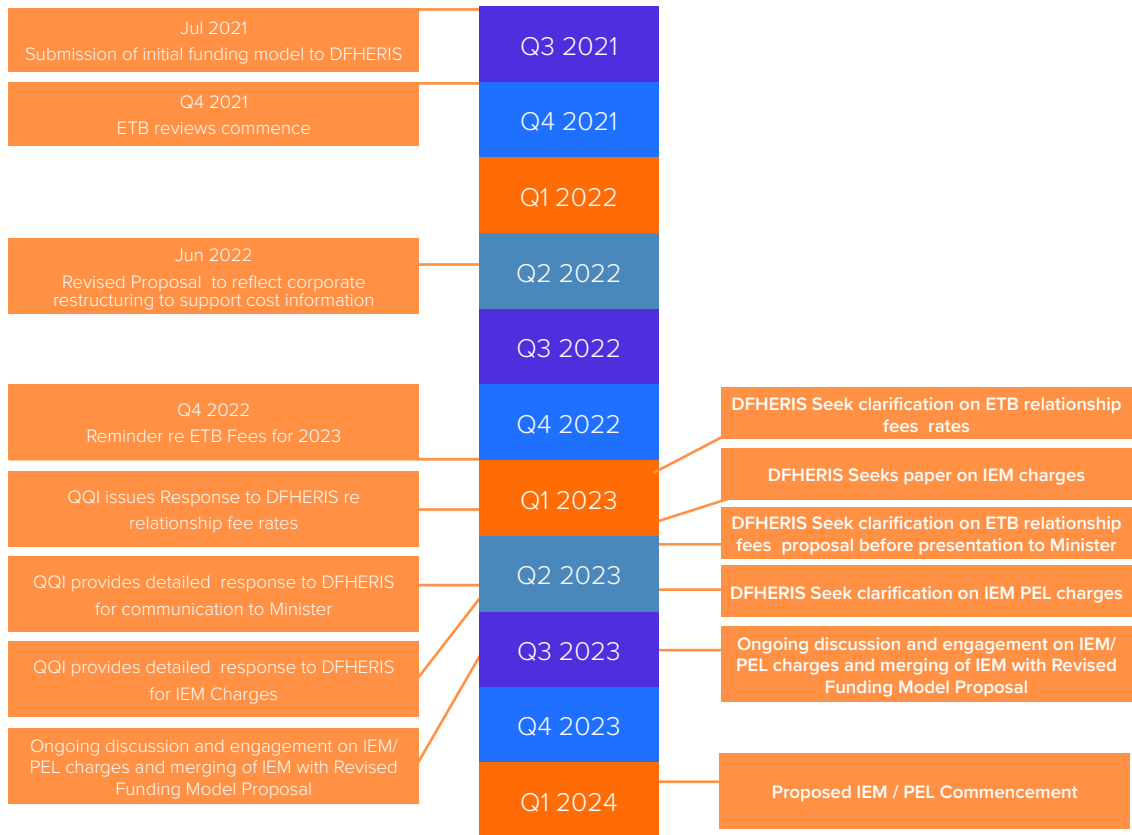 Jul 2021
Submission of initial funding model to DFHERIS
Q4 2021
ETB reviews commence
Jun 2022
Revised Proposal to reflect corporate
restructuring to support cost information
Q4 2022
Reminder re ETB Fees for 2023
QQI issues Response to DFHERIS re
relationship fee rates
QQI provides detailed response to DFHERIS
for communication to Minister
QQI provides detailed response to DFHERIS
for IEM Charges
Ongoing discussion and engagement on IEM/
PEL charges and merging of IEM with Revised
Funding Model Proposal
Q3 2021
Q4 2021
Q1 2022
Q2 2022
Q3 2022
Q4 2022
Q1 2023
Q2 2023
Q3 2023
Q4 2023
Q1 2024
DFHERIS Seek clarification on ETB relationship
fees rates
DFHERIS Seeks paper on IEM charges
DFHERIS Seek clarification on ETB relationship
fees proposal before presentation to Minister
DFHERIS Seek clarification on IEM PEL charges
Ongoing discussion and engagement on IEM/
PEL charges and merging of IEM with Revised
Funding Model Proposal
Proposed IEM / PEL Commencement